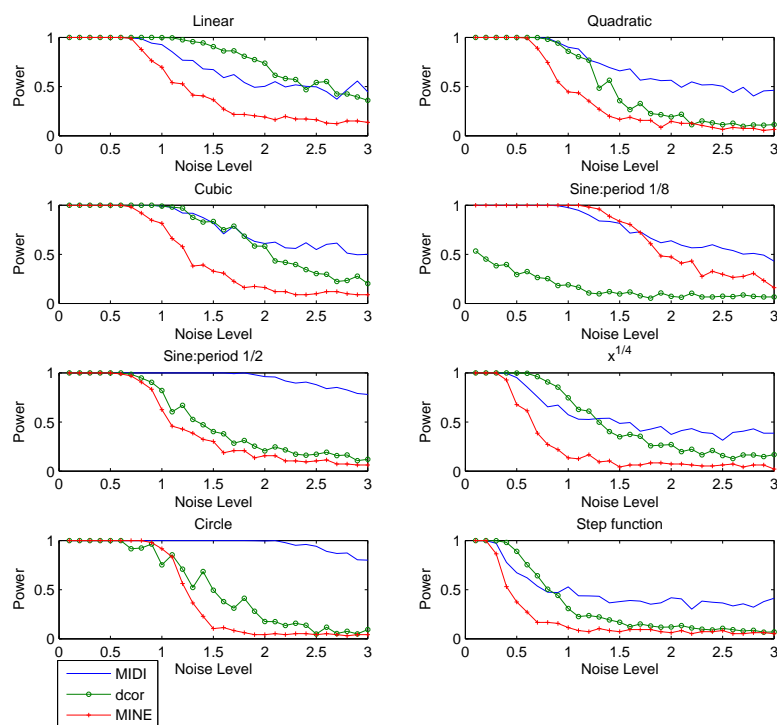 Linear
Quadratic
1
0.5
0
Power
0 0.5 1 1.5 2 2.5 3
Noise Level
1
0.5
0
Power
0 0.5 1 1.5 2 2.5 3
Noise Level
Cubic
Sine:period 1/8
1
0.5
0
Power
0 0.5 1 1.5 2 2.5 3
Noise Level
1
0.5
0
Power
0 0.5 1 1.5 2 2.5 3
Noise Level
Sine:period 1/2
x^1/4
1
0.5
0
Power
0 0.5 1 1.5 2 2.5 3
Noise Level
1
0.5
0
Power
0 0.5 1 1.5 2 2.5 3
Noise Level
Circle
Step function
1
0.5
0
Power
0 0.5 1 1.5 2 2.5 3
Noise Level
1
0.5
0
Power
0 0.5 1 1.5 2 2.5 3
Noise Level
MIDI
dcor
MINE